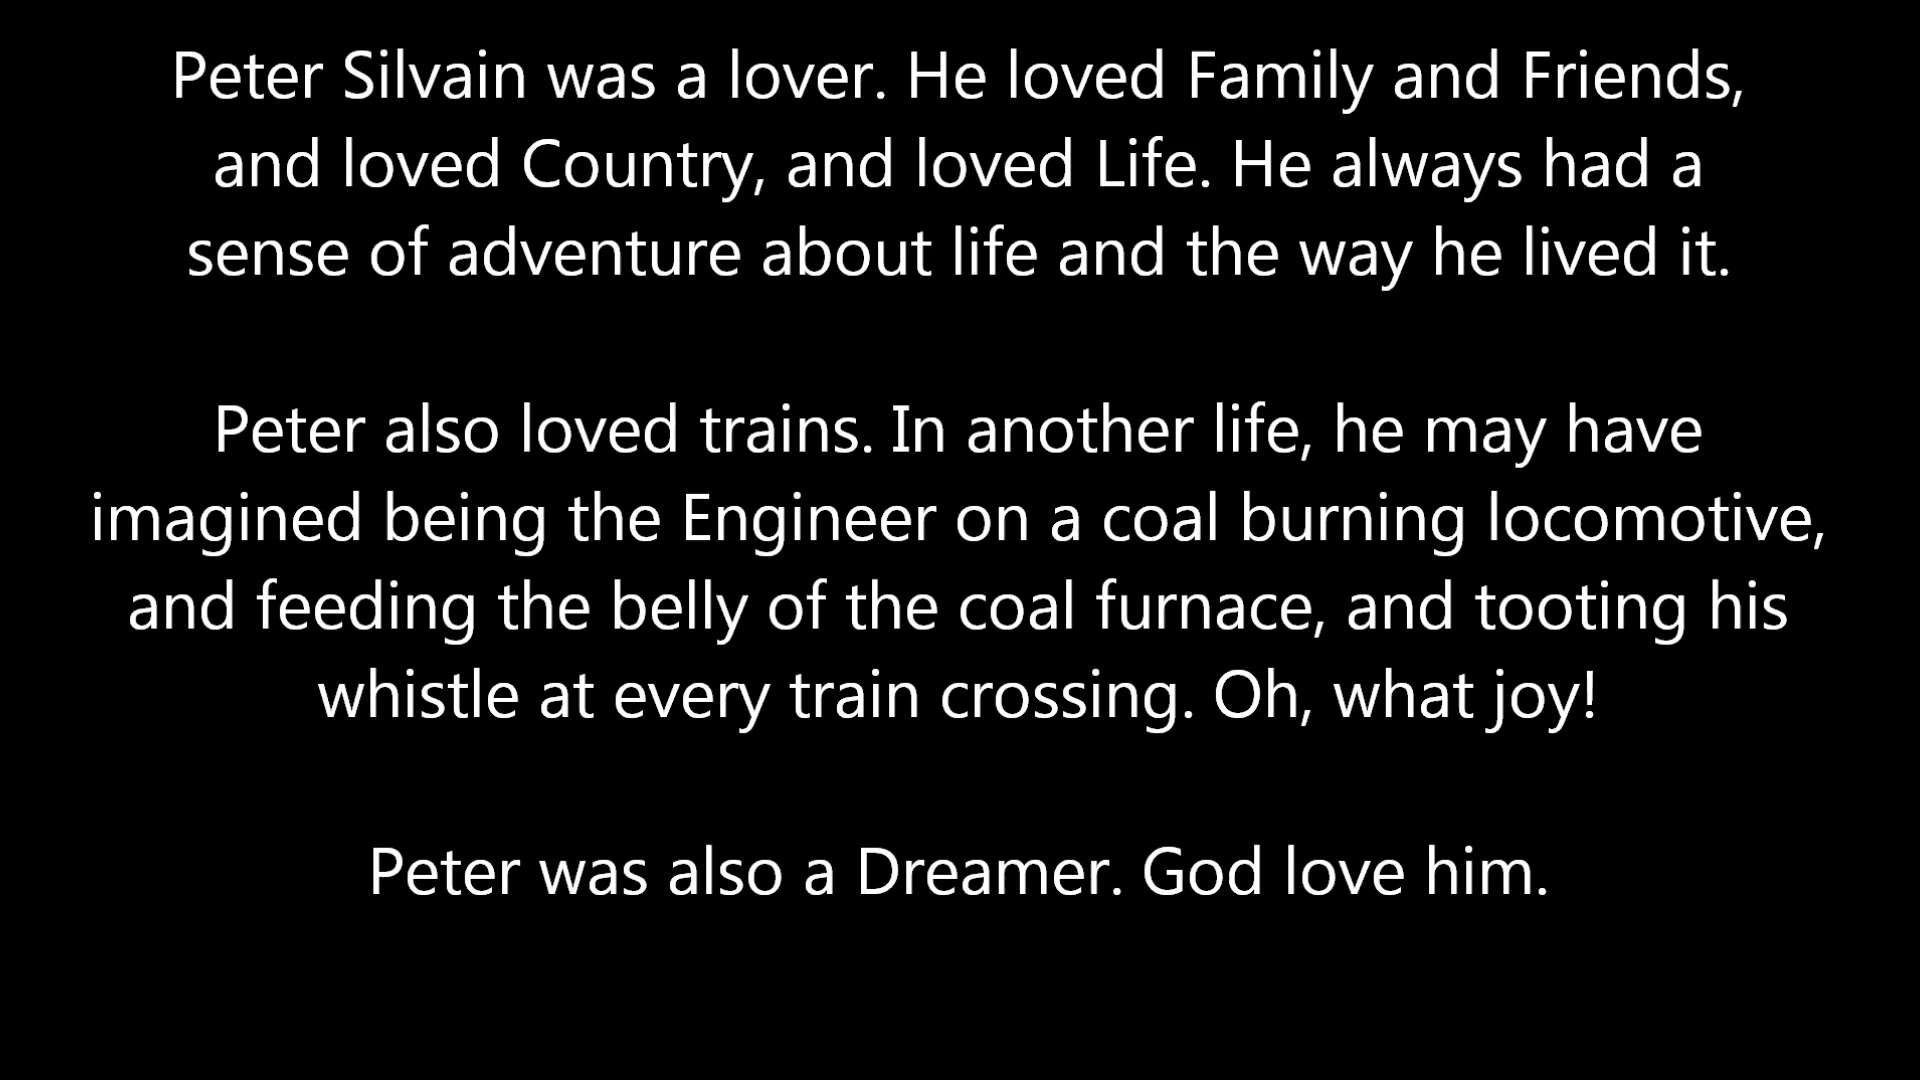 Peter Silvain was a lover. He loved Family and Friends,
and loved Country, and loved Life. He always had a
sense of adventure about life and the way he lived it.
Peter also loved trains. In another life, he may have
imagined being the Engineer on a coal burning locomotive,
and feeding the belly of the coal furnace, and tooting his
whistle at every train crossing. Oh, what joy!
Peter was also a Dreamer. God love him.